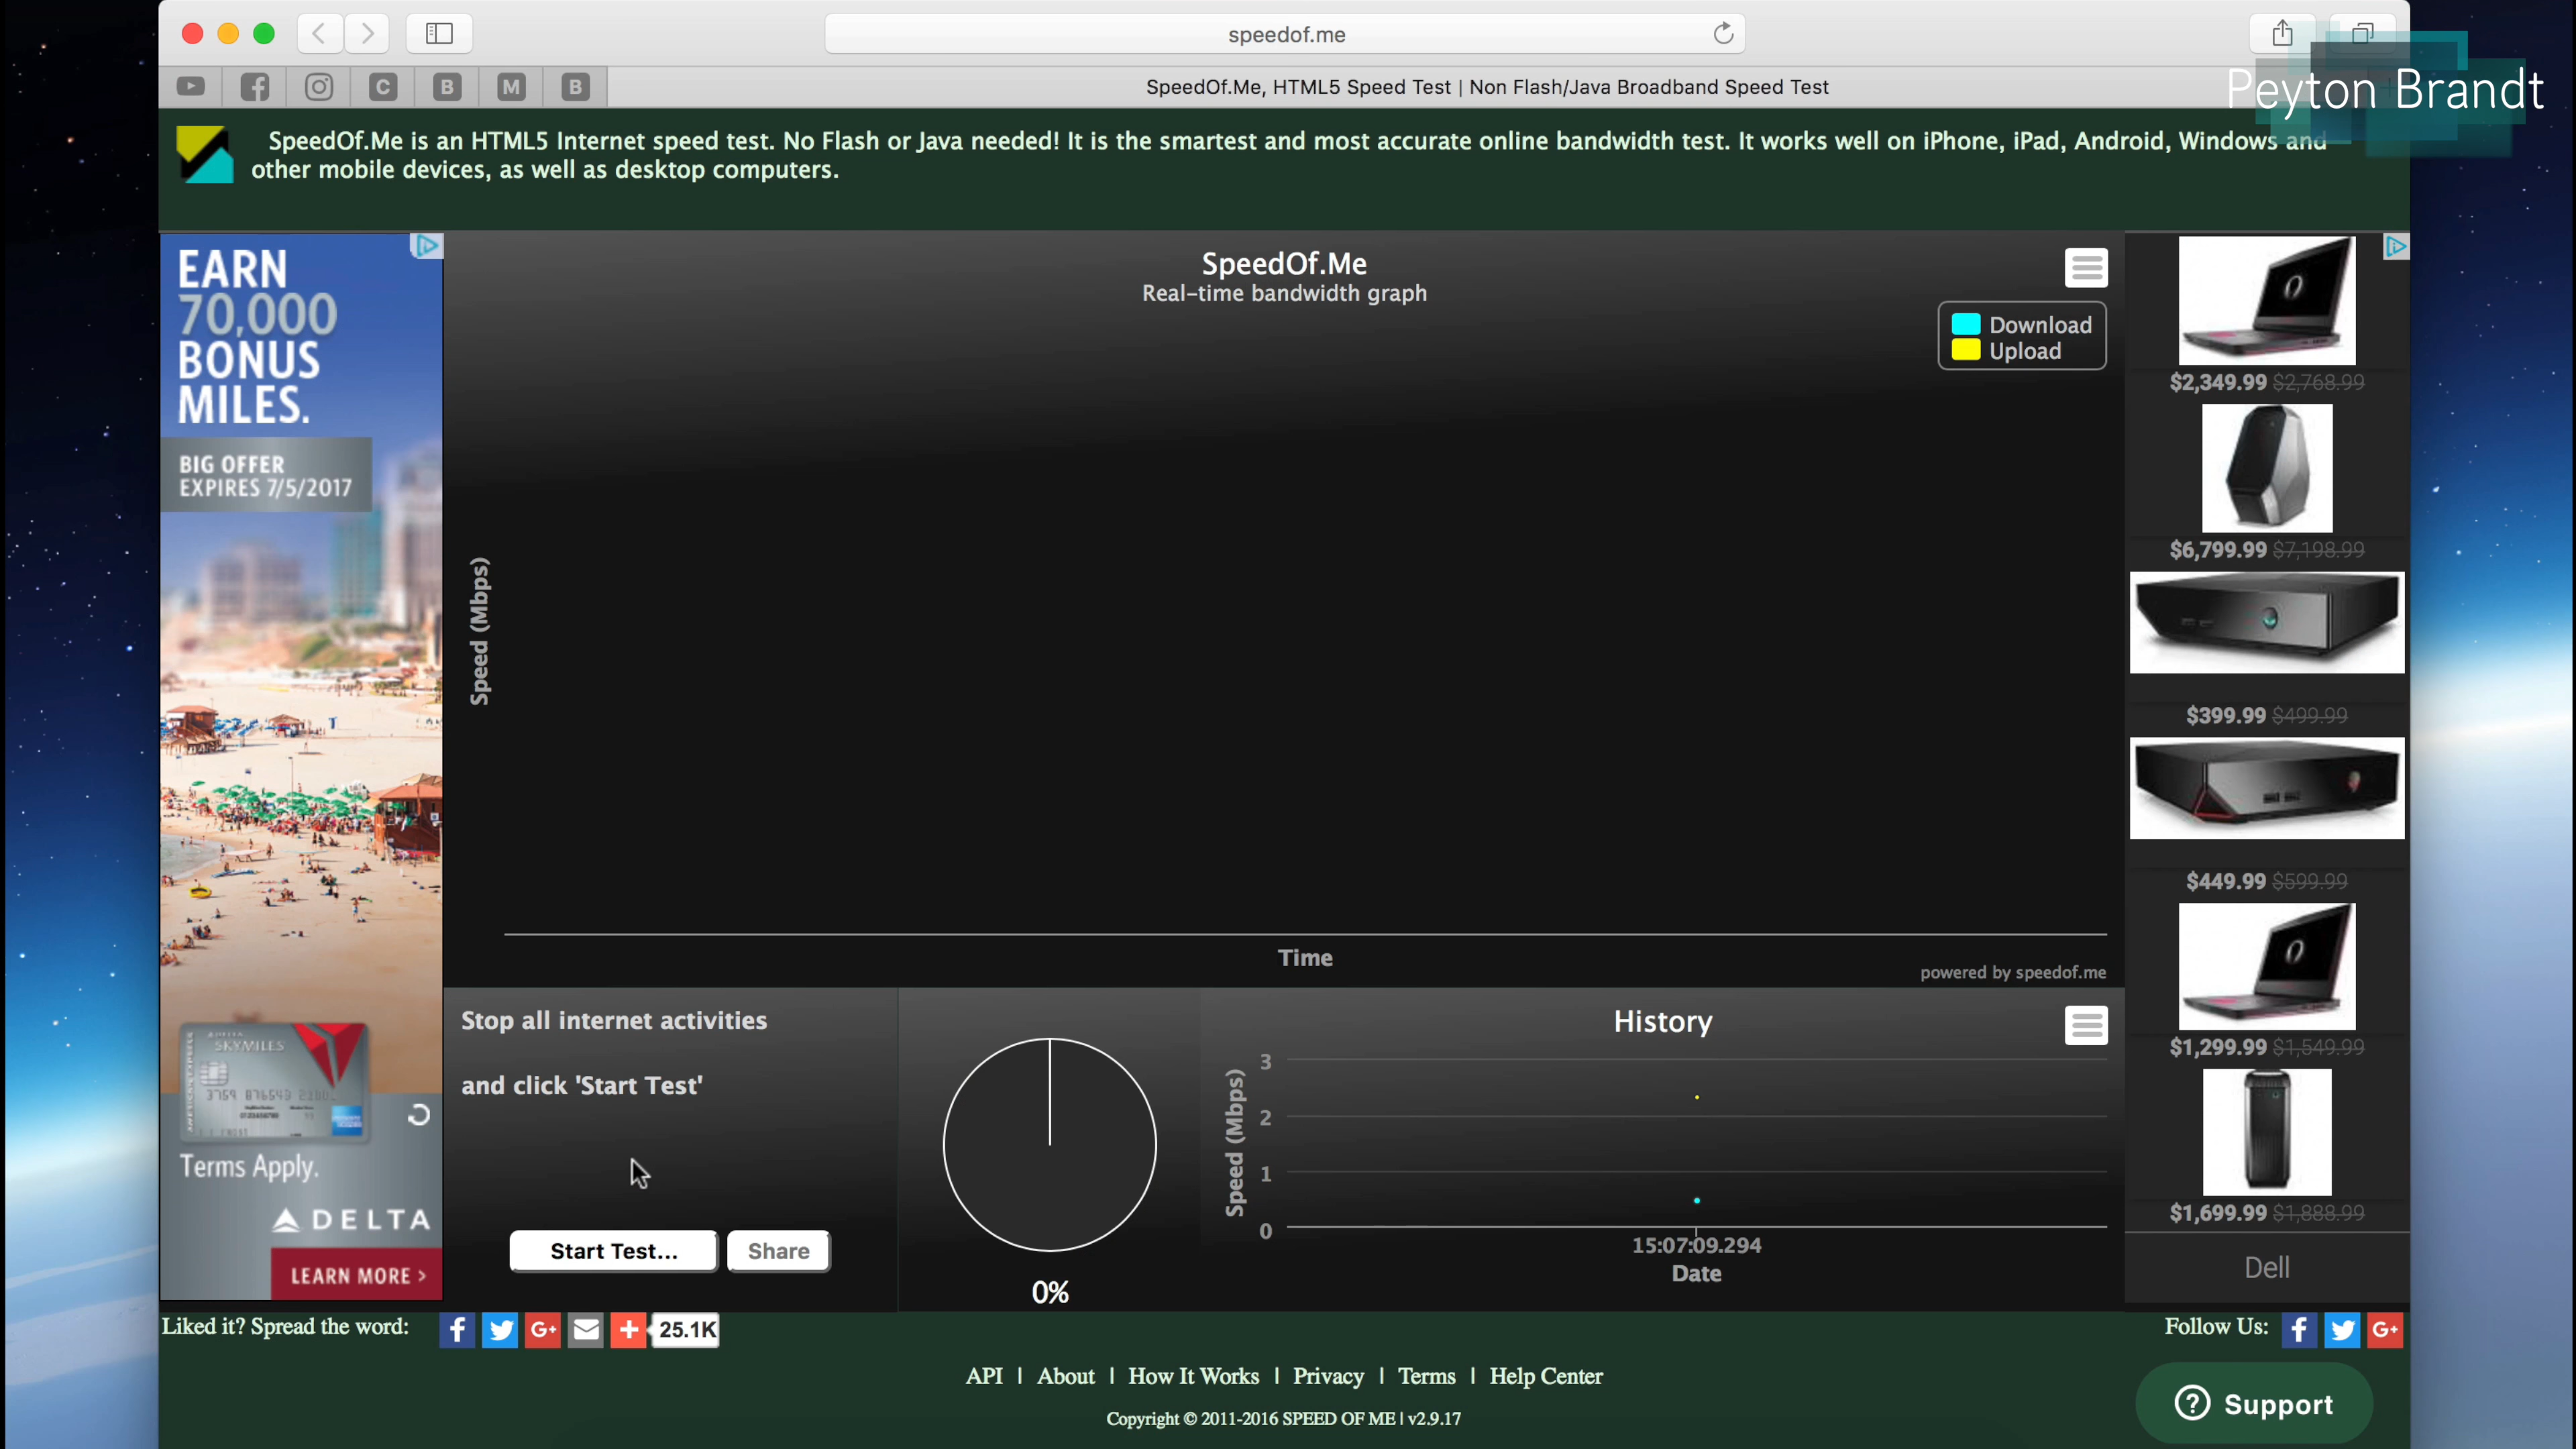 speedof.me
C B M B
SpeedOf.Me, HTML5 Speed Test | Non Flash/Java Broadband Speed Test
Peyton Brandt
SpeedOf.Me is an HTML5 Internet speed test. No Flash or Java needed! It is the smartest and most accurate online bandwidth test. It works well on iPhone, iPad, Android, Windows and
other mobile devices, as well as desktop computers.
EARN
70,000
BONUS
MILES.
BIG OFFER
EXPIRES 7/5/2017
SKYMILES
Terms Apply.
DELTA
LEARN MORE >
SpeedOf.Me
Real-time bandwidth graph
Download
Upload
Speed (Mbps)
Time
powered by speedof.me
$2,349.99 $2,768.99
$6,799.99 $7,198.99
$399.99 $499.99
$449.99 $599.99
$1,299.99 $1,549.99
$1,699.99 $1,888.99
Dell
Stop all internet activities
and click 'Start Test'
Start Test...
Share
0%
History
Speed (Mbps)
3
2
1
0
15:07:09.294
Date
Liked it? Spread the word:
G+
25.1K
Follow Us:
G+
API | About | How It Works | Privacy | Terms | Help Center
Copyright © 2011-2016 SPEED OF ME | v2.9.17
Support